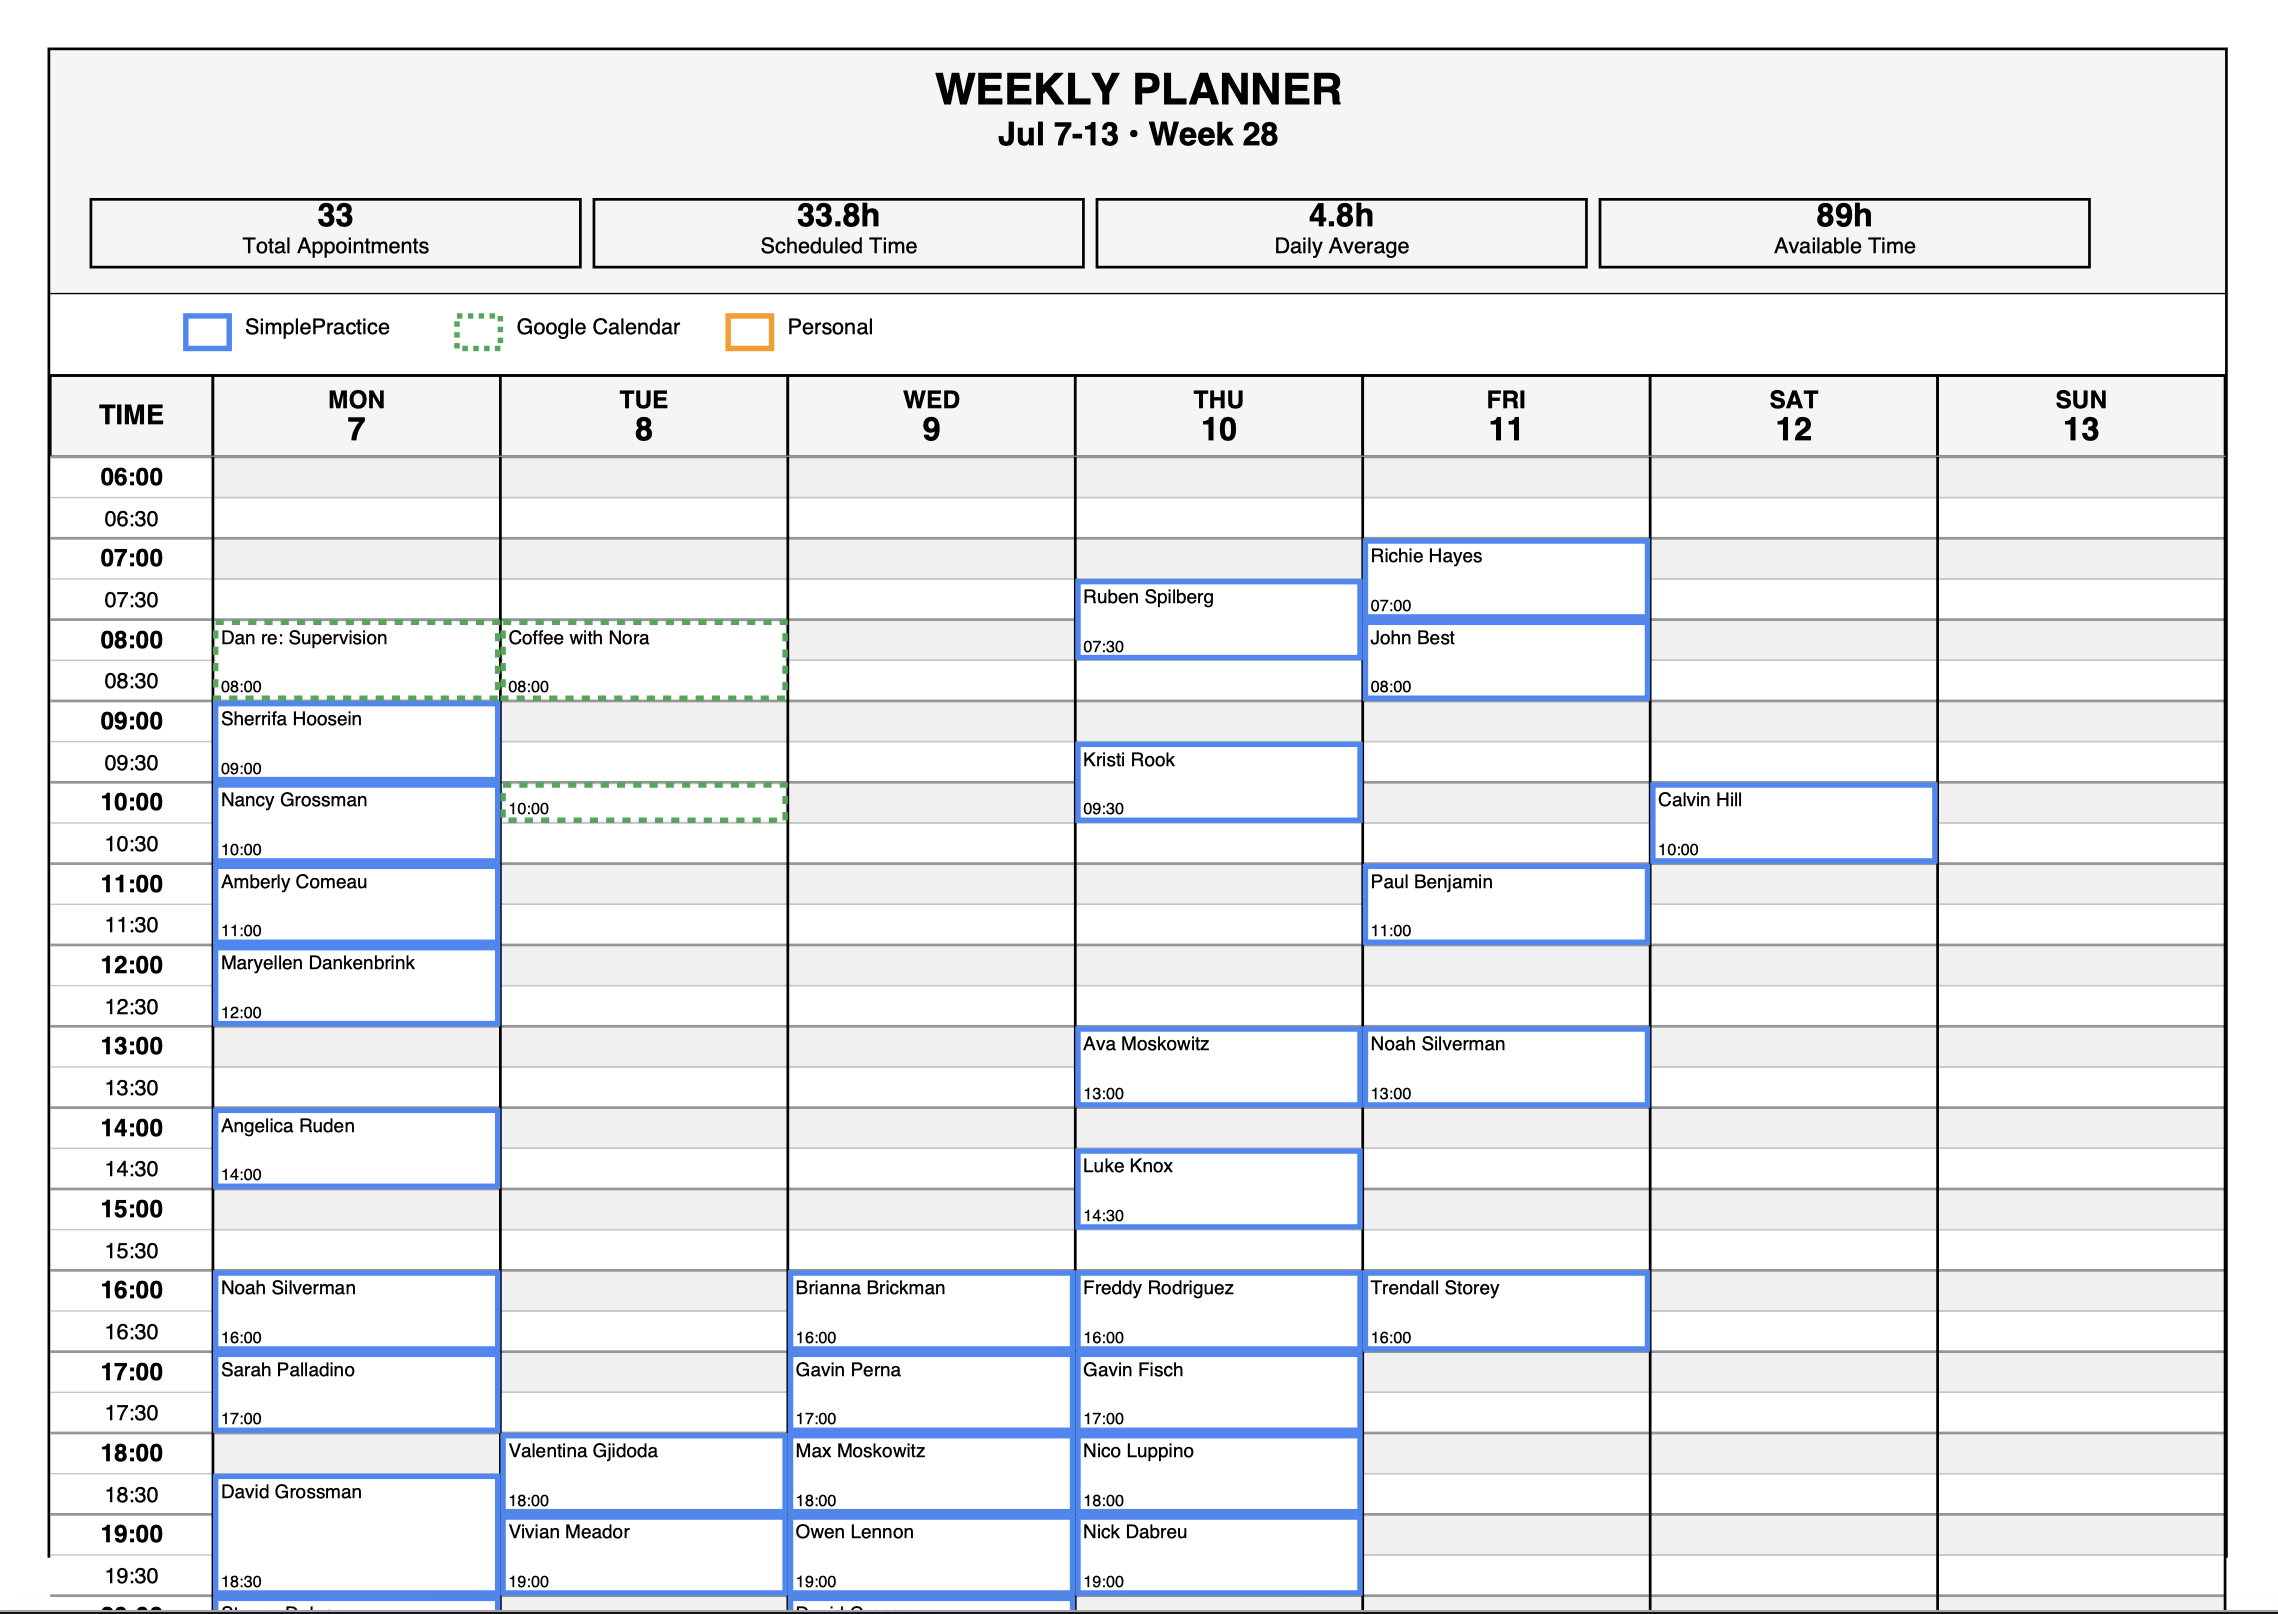 WEEKLY PLANNER
Jul 7-13 • Week 28
33
Total Appointments
33.8h
Scheduled Time
4.8h
Daily Average
89h
Available Time
SimplePractice
Google Calendar
Personal
TIME
MON
7
TUE
8
WED
9
THU
10
FRI
11
SAT
12
SUN
13
06:00
06:30
07:00
Richie Hayes
07:00
07:30
Ruben Spilberg
07:30
08:00
Dan re: Supervision
08:00
Coffee with Nora
08:00
John Best
08:00
08:30
09:00
Sherrifa Hoosein
09:00
09:30
Kristi Rook
09:30
10:00
Nancy Grossman
10:00
10:00
Calvin Hill
10:00
10:30
11:00
Amberly Comeau
11:00
Paul Benjamin
11:00
11:30
12:00
Maryellen Dankenbrink
12:00
12:30
13:00
Ava Moskowitz
13:00
Noah Silverman
13:00
13:30
14:00
Angelica Ruden
14:00
14:30
Luke Knox
14:30
15:00
15:30
16:00
Noah Silverman
16:00
Brianna Brickman
16:00
Freddy Rodriguez
16:00
Trendall Storey
16:00
16:30
17:00
Sarah Palladino
17:00
Gavin Perna
17:00
Gavin Fisch
17:00
17:30
18:00
Valentina Gjidoda
18:00
Max Moskowitz
18:00
Nico Luppino
18:00
18:30
David Grossman
18:30
19:00
Vivian Meador
19:00
Owen Lennon
19:00
Nick Dabreu
19:00
19:30